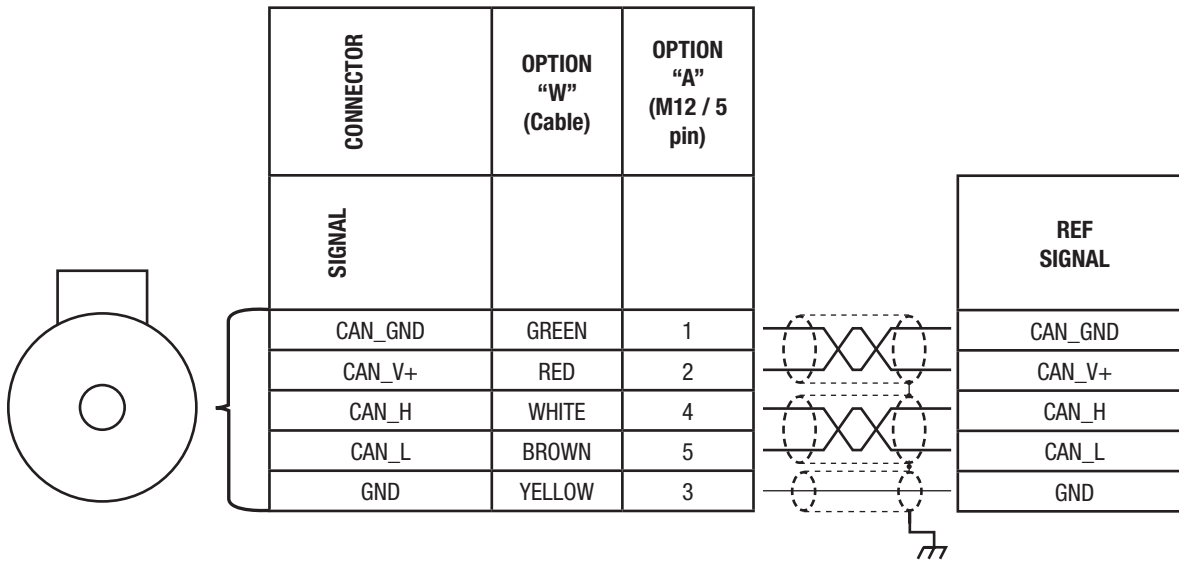 CONNECTOR
OPTION
“W”
(Cable)
OPTION
“A”
(M12 / 5
pin)
SIGNAL
REF
SIGNAL
CAN_GND GREEN 1 CAN_GND
CAN_V+ RED 2 CAN_V+
CAN_H WHITE 4 CAN_H
CAN_L BROWN 5 CAN_L
GND YELLOW 3 GND